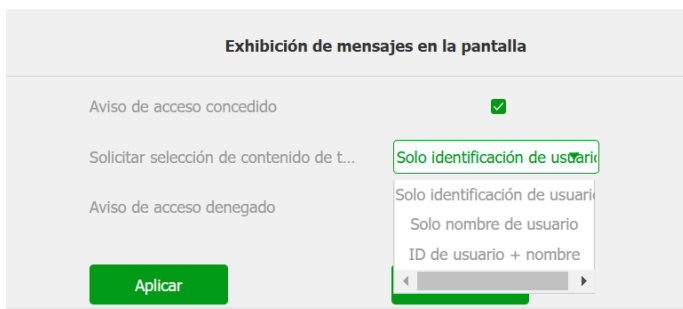 Exhibición de mensajes en la pantalla
Aviso de acceso concedido
Solicitar selección de contenido de t...
Solo identificación de usuario
Solo identificación de usuari
Aviso de acceso denegado
Solo nombre de usuario
ID de usuario + nombre
Aplicar